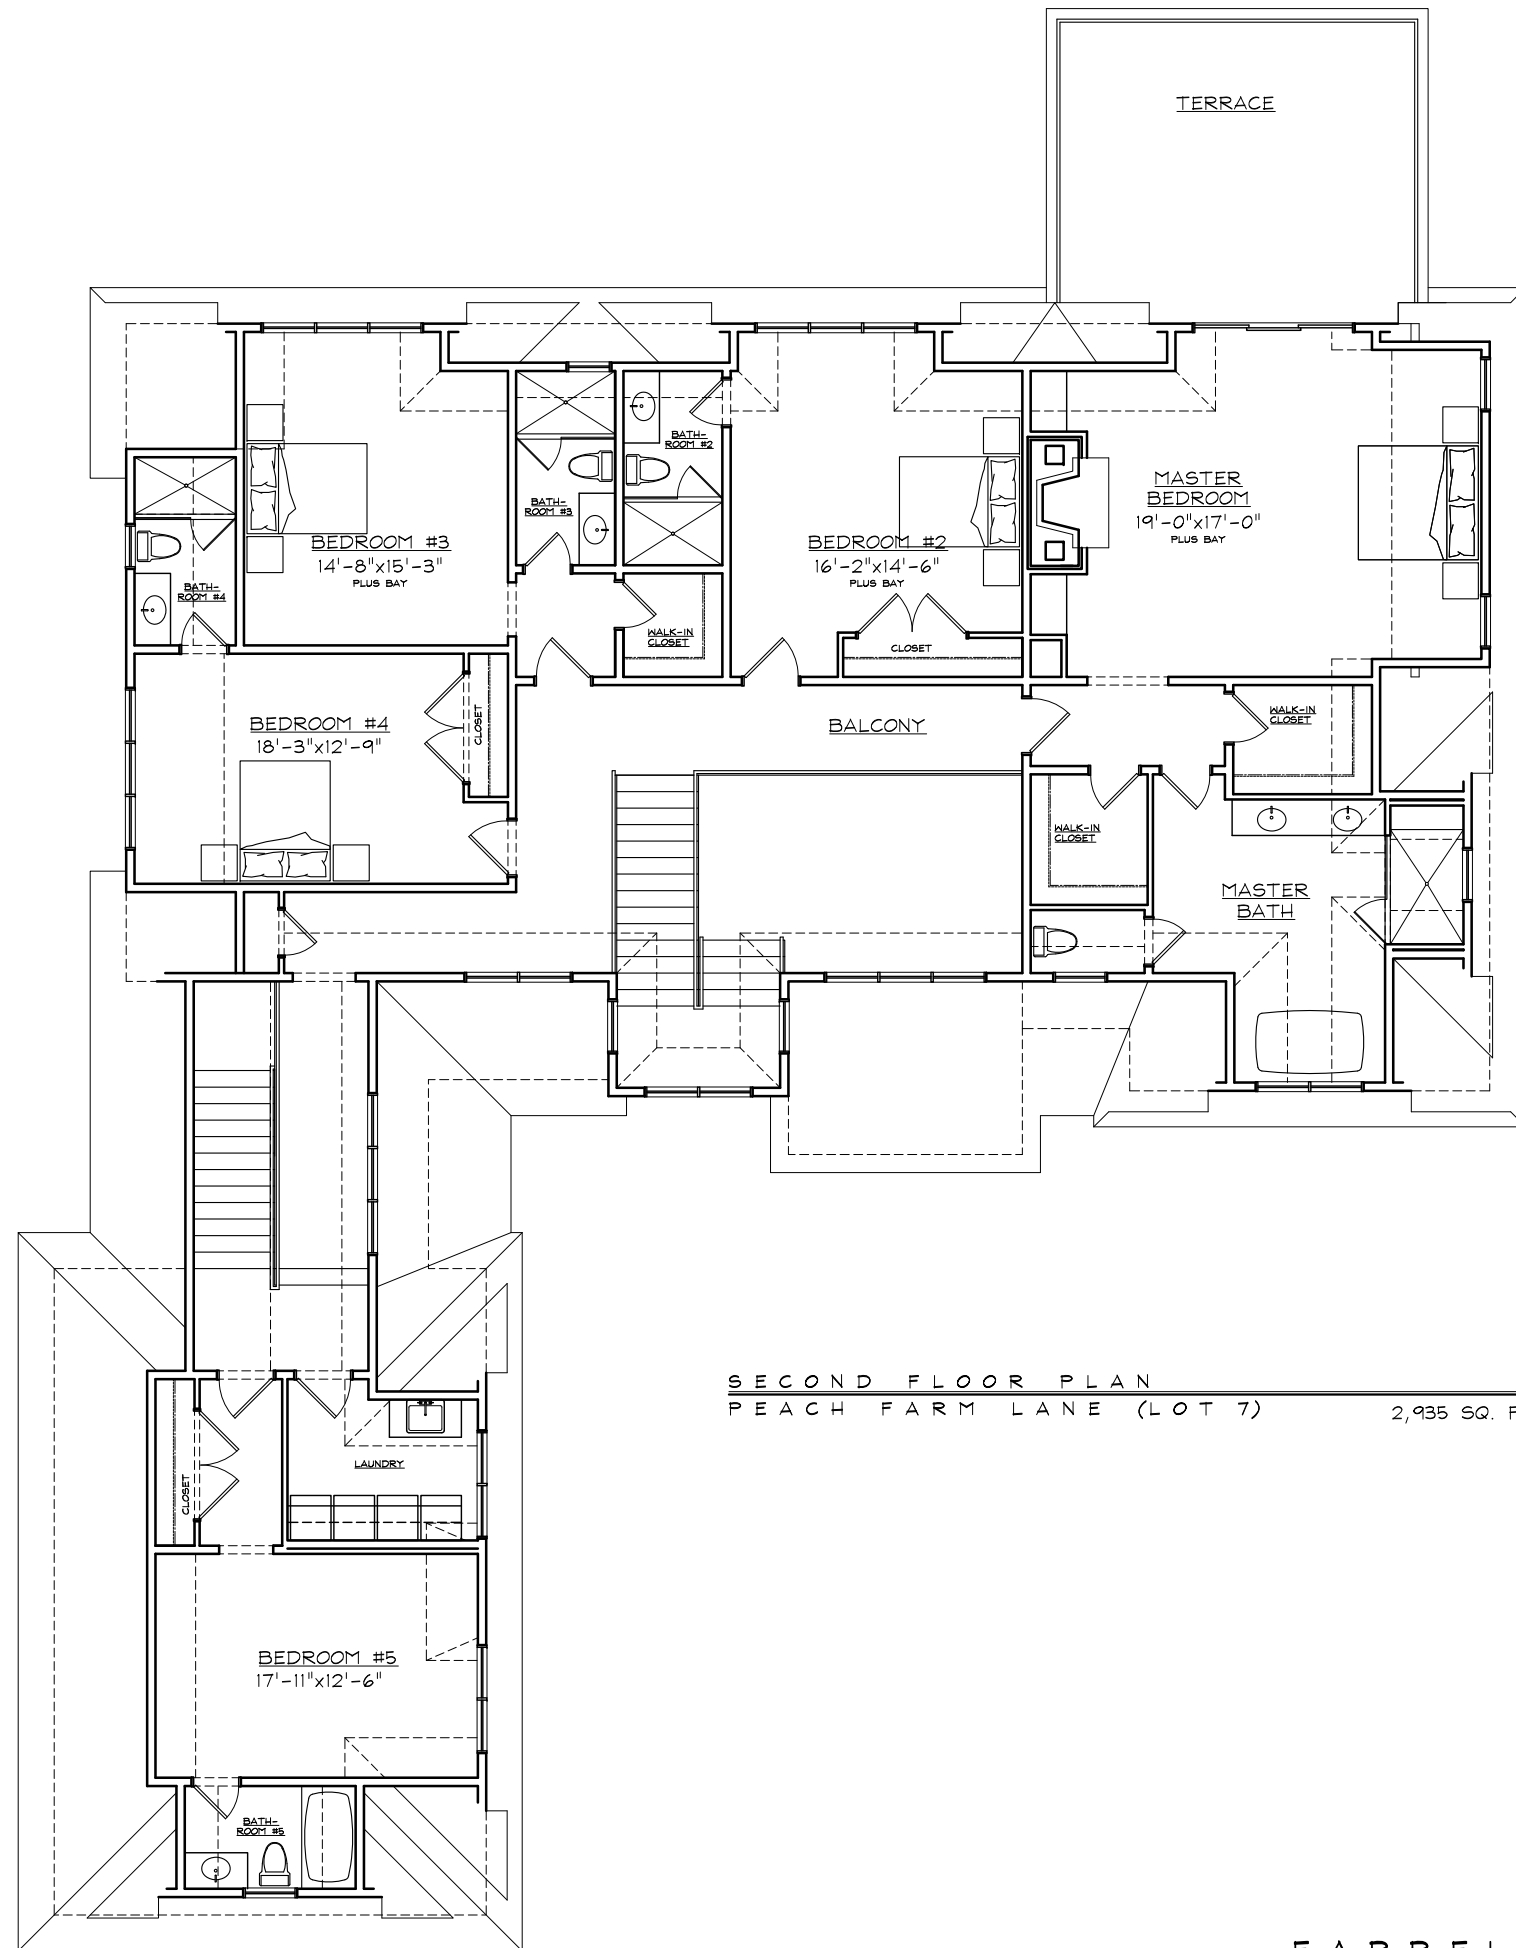 TERRACE
MASTER
BEDROOM
19'-0"x17'-0"
PLUS BAY
BATH-
ROOM #2
BATH-
ROOM #3
BEDROOM #3
14'-8"x15'-3"
PLUS BAY
BEDROOM #2
16'-2"x14'-6"
PLUS BAY
BATH-
ROOM #4
WALK-IN
CLOSET
CLOSET
BEDROOM #4
18'-3"x12'-9"
CLOSET
BALCONY
WALK-IN
CLOSET
WALK-IN
CLOSET
MASTER
BATH
SECOND FLOOR PLAN
PEACH FARM LANE (LOT 7)
2,935 SQ. F
LAUNDRY
CLOSET
BEDROOM #5
17'-11"x12'-6"
BATH-
ROOM #5